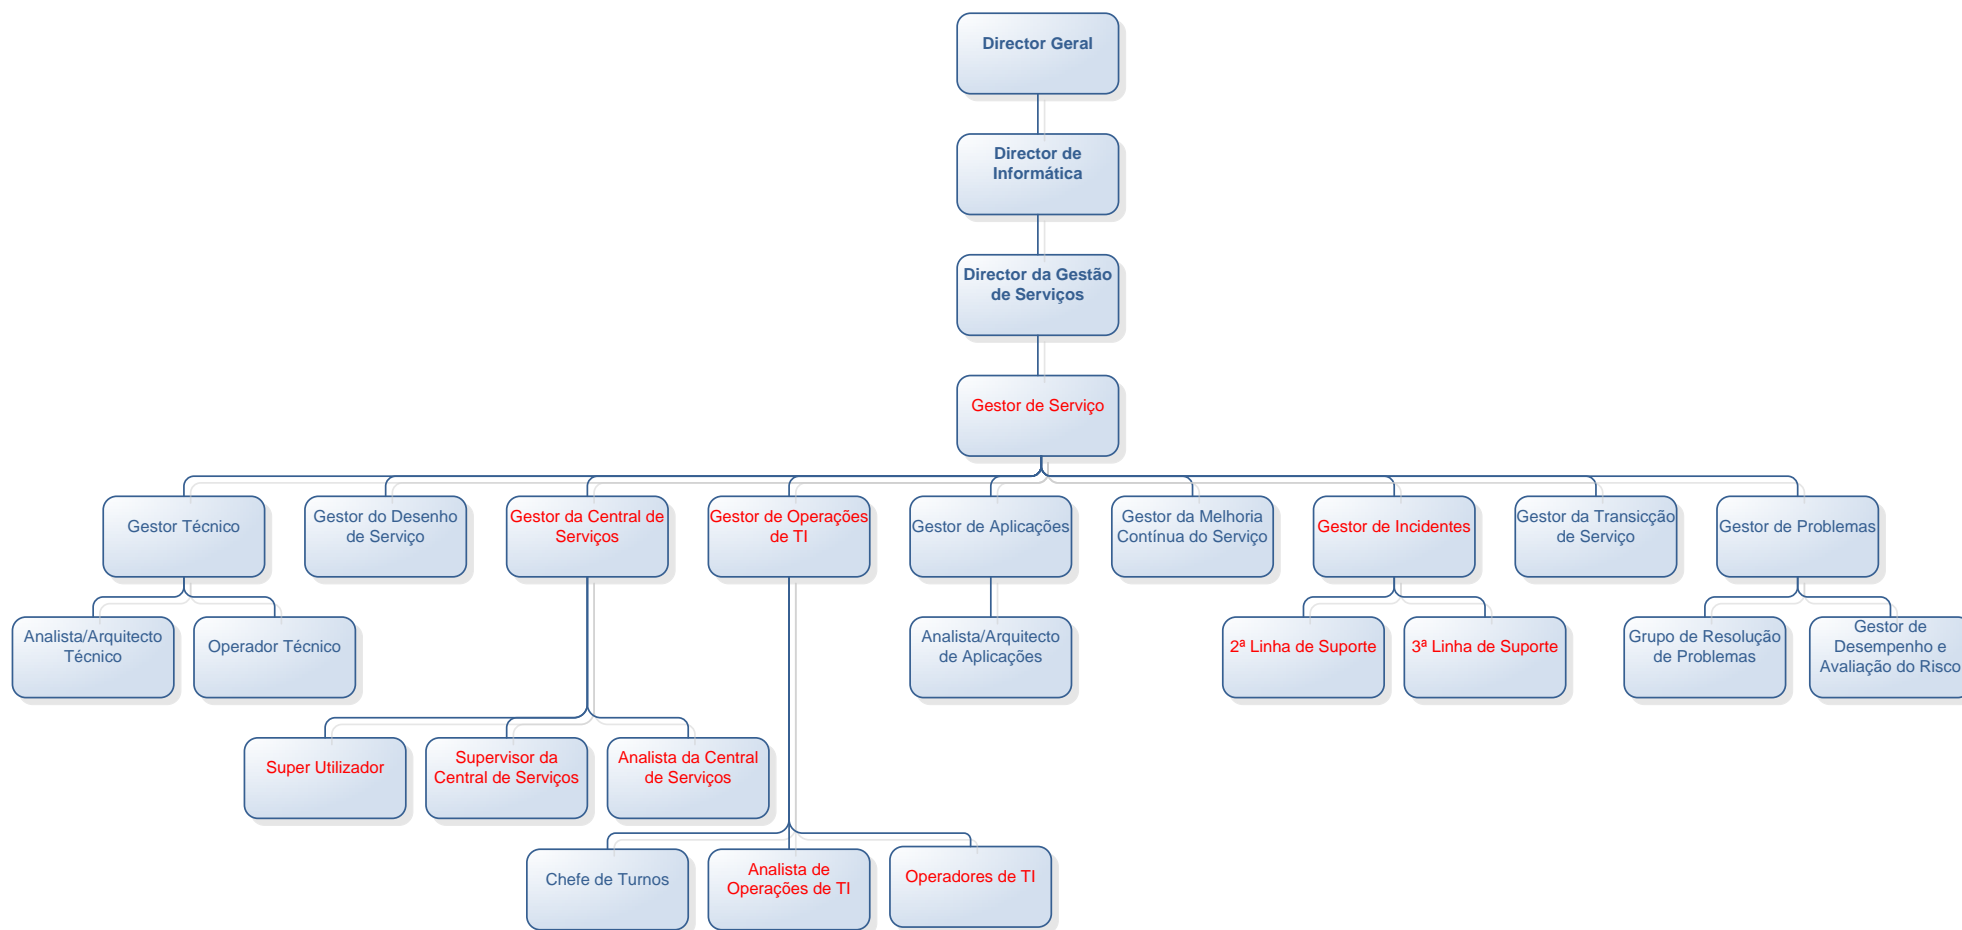 Director Geral
Director de
Informática
Director da Gestão
de Serviços
Gestor de Serviço
Gestor Técnico
Gestor do Desenho
de Serviço
Gestor da Central de
Serviços
Gestor de Operações
de TI
Gestor de Aplicações
Gestor da Melhoria
Contínua do Serviço
Gestor de Incidentes
Gestor da Transicção
de Serviço
Gestor de Problemas
Analista/Arquitecto
Técnico
Operador Técnico
Analista/Arquitecto
de Aplicações
2ª Linha de Suporte
3ª Linha de Suporte
Grupo de Resolução
de Problemas
Gestor de
Desempenho e
Avaliação do Risco
Super Utilizador
Supervisor da
Central de Serviços
Analista da Central
de Serviços
Chefe de Turnos
Analista de
Operações de TI
Operadores de TI